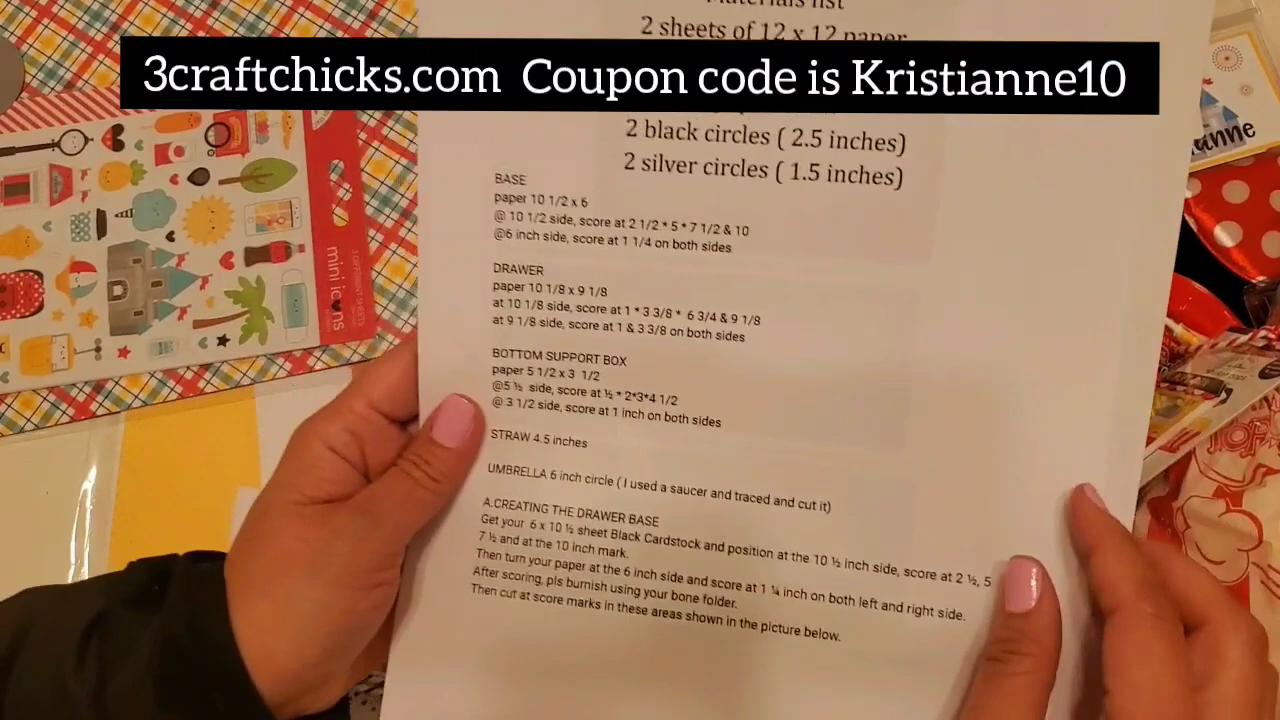 Materials list
2 sheets of 12 x 12 paper
3craftchicks.com Coupon code is Kristianne10
2 black circles ( 2.5 inches)
2 silver circles ( 1.5 inches)
BASE
paper 10 1/2 x 6
@ 10 1/2 side, score at 2 1/2 * 5 * 7 1/2 & 10
@6 inch side, score at 1 1/4 on both sides
DRAWER
paper 10 1/8 x 9 1/8
at 10 1/8 side, score at 1 * 3 3/8 * 6 3/4 & 9 1/8
at 9 1/8 side, score at 1 & 3 3/8 on both sides
BOTTOM SUPPORT BOX
paper 5 1/2 x 3 1/2
@5 ½ side, score at ½ * 2*3*4 1/2
@ 3 1/2 side, score at 1 inch on both sides
STRAW 4.5 inches
UMBRELLA 6 inch circle ( I used a saucer and traced and cut it)
A.CREATING THE DRAWER BASE
Get your 6 x 10 ½ sheet Black Cardstock and position at the 10 ½ inch side, score at 2 ½, 5
7 ½ and at the 10 inch mark.
Then turn your paper at the 6 inch side and score at 1 ¼ inch on both left and right side.
After scoring, pls burnish using your bone folder.
Then cut at score marks in these areas shown in the picture below.
mini icons